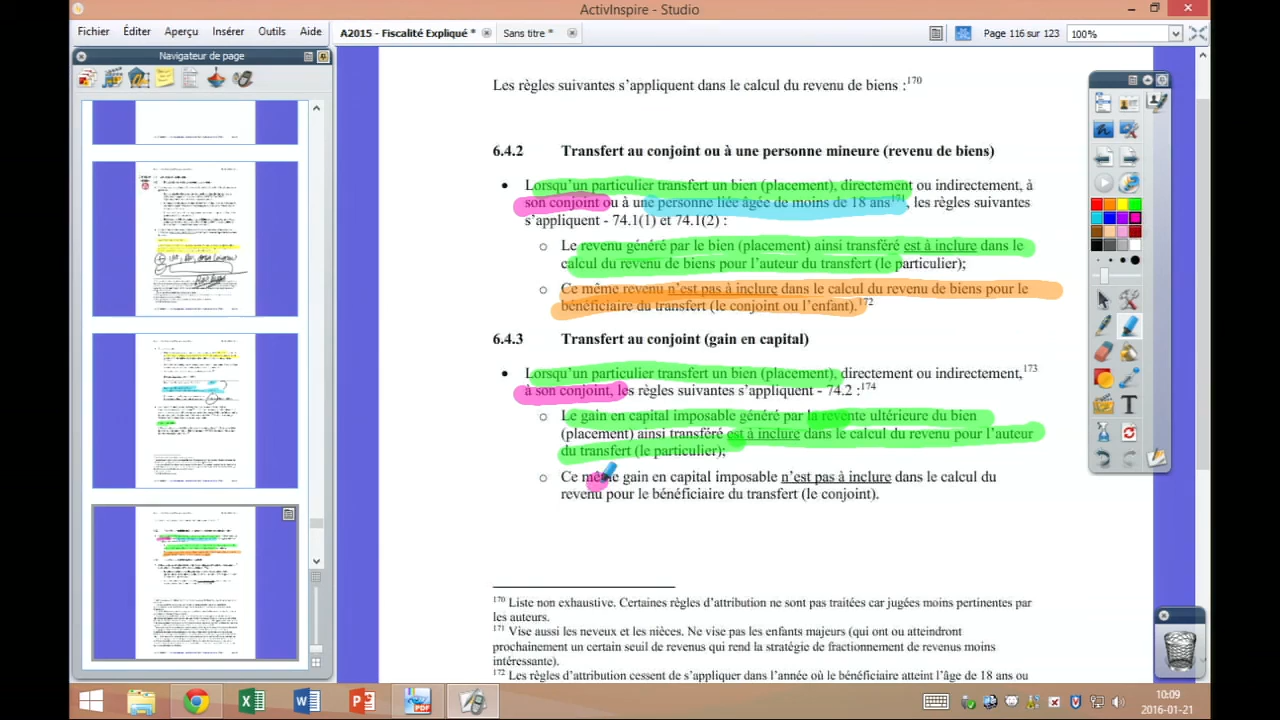 ActivInspire - Studio
Fichier Éditer Aperçu Insérer Outils Aide
A2015 - Fiscalité Expliqué * Sans titre *
Page 116 sur 123 100%
Navigateur de page
Les règles suivantes s'appliquent dans le calcul du revenu de biens :170
6.4.2 Transfert au conjoint ou à une personne mineure (revenu de biens)
• Lorsqu'un particulier transfert un bien (placement), directement ou indirectement, à
son conjoint ou à une personne liée âgée de moins de 18 ans171, les règles suivantes
s'appliquent - 74.1(1) et 74.1(2) :
o Le revenu généré par le bien (placement) ainsi transféré est à inclure dans le
calcul du revenu de biens pour l'auteur du transfert (le particulier);
o Ce même revenu n'est pas à inclure dans le calcul du revenu de biens pour le
bénéficiaire du transfert (le conjoint ou l'enfant).172
6.4.3 Transfert au conjoint (gain en capital)
• Lorsqu'un particulier transfert un bien (placement), directement ou indirectement,173
à son conjoint, les règles suivantes s'appliquent - 74.2 :174
o Le gain en capital imposable généré par la revente ultérieure du bien
(placement) ainsi transféré est à inclure dans le calcul du revenu pour l'auteur
du transfert (le particulier);
o Ce même gain en capital imposable n'est pas à inclure dans le calcul du
revenu pour le bénéficiaire du transfert (le conjoint).
170 Liste non exhaustive. Certaines règles d'attribution ne sont pas traitées car jugées moins pertinentes par
les auteurs.
171 Vise aussi les neveux et les nièces. Ne vise pas les enfants majeurs (qui ont ou atteindront
prochainement un certain seuil de revenus qui rend la stratégie de fractionnement de revenus moins
intéressante).
172 Les règles d'attribution cessent de s'appliquer dans l'année où le bénéficiaire atteint l'âge de 18 ans ou
10:09
2016-01-21